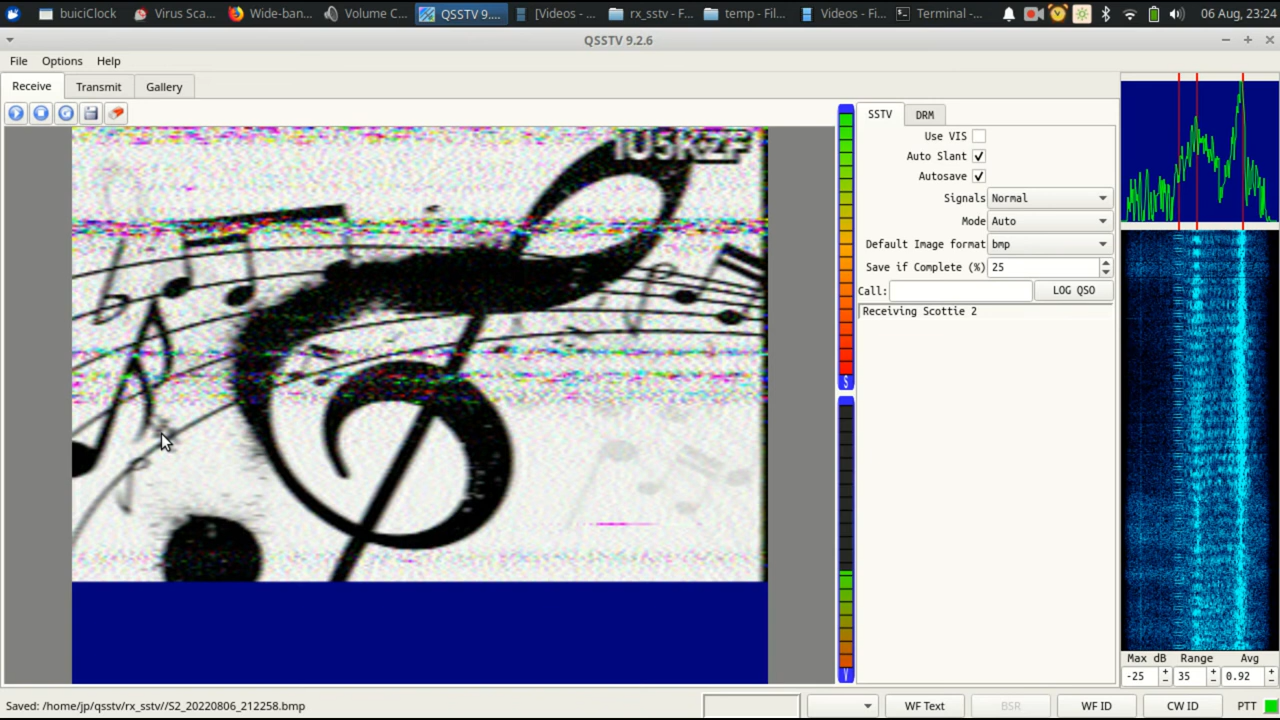 buiciClock
Virus Sca...
Wide-ban...
Volume C...
QSSTV 9....
[Videos - ...
rx_sstv - F...
temp - Fil...
Videos - Fi...
Terminal -...
06 Aug, 23:24
QSSTV 9.2.6
File Options Help
Receive Transmit Gallery
SSTV DRM
Use VIS
Auto Slant
Autosave
Signals Normal
Mode Auto
Default Image format bmp
Save if Complete (%) 25
Call: LOG QSO
Receiving Scottie 2
IU5KZF
S
V
Max dB Range Avg
-25 35 0.92
Saved: /home/jp/qsstv/rx_sstv//S2_20220806_212258.bmp
WF Text BSR WF ID CW ID PTT